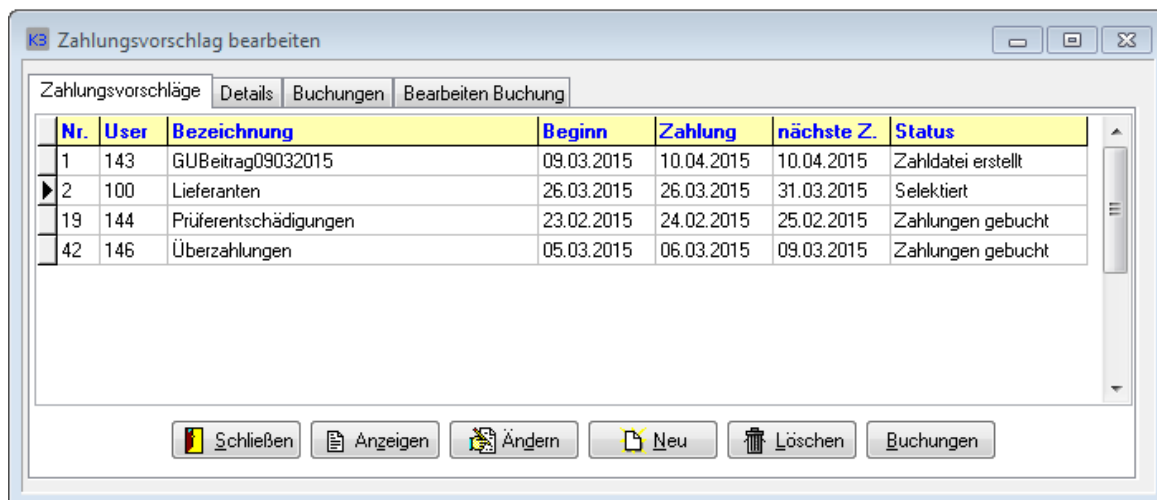 K3 Zahlungsvorschlag bearbeiten
Zahlungsvorschläge Details Buchungen Bearbeiten Buchung
Nr. User Bezeichnung Beginn Zahlung nächste Z. Status
1 143 GUBeitrag09032015 09.03.2015 10.04.2015 10.04.2015 Zahldatei erstellt
2 100 Lieferanten 26.03.2015 26.03.2015 31.03.2015 Selektiert
19 144 Prüferentschädigungen 23.02.2015 24.02.2015 25.02.2015 Zahlungen gebucht
42 146 Überzahlungen 05.03.2015 06.03.2015 09.03.2015 Zahlungen gebucht
Schließen Anzeigen Ändern Neu Löschen Buchungen